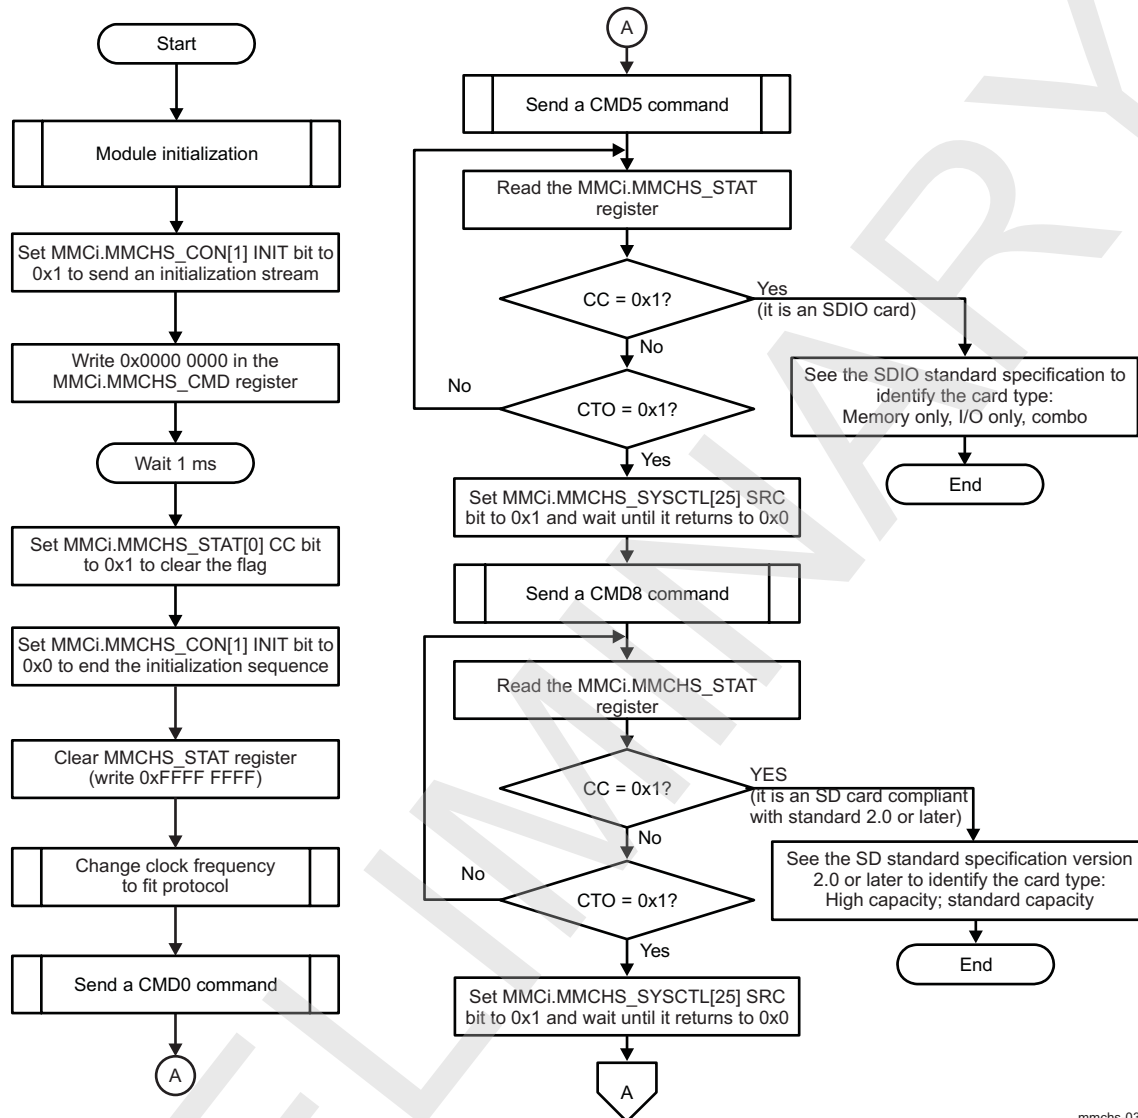 Start
Module initialization
Set MMCi.MMCHS_CON[1] INIT bit to
0x1 to send an initialization stream
Write 0x0000 0000 in the
MMCi.MMCHS_CMD register
Wait 1 ms
Set MMCi.MMCHS_STAT[0] CC bit
to 0x1 to clear the flag
Set MMCi.MMCHS_CON[1] INIT bit to
0x0 to end the initialization sequence
Clear MMCHS_STAT register
(write 0xFFFF FFFF)
Change clock frequency
to fit protocol
Send a CMD0 command
A
A
Send a CMD5 command
Read the MMCi.MMCHS_STAT
register
CC = 0x1?
Yes
(it is an SDIO card)
No
See the SDIO standard specification to
identify the card type:
Memory only, I/O only, combo
End
No
CTO = 0x1?
Yes
Set MMCi.MMCHS_SYSCTL[25] SRC
bit to 0x1 and wait until it returns to 0x0
Send a CMD8 command
Read the MMCi.MMCHS_STAT
register
CC = 0x1?
YES
(it is an SD card compliant
with standard 2.0 or later)
No
See the SD standard specification version
2.0 or later to identify the card type:
High capacity; standard capacity
End
No
CTO = 0x1?
Yes
Set MMCi.MMCHS_SYSCTL[25] SRC
bit to 0x1 and wait until it returns to 0x0
A